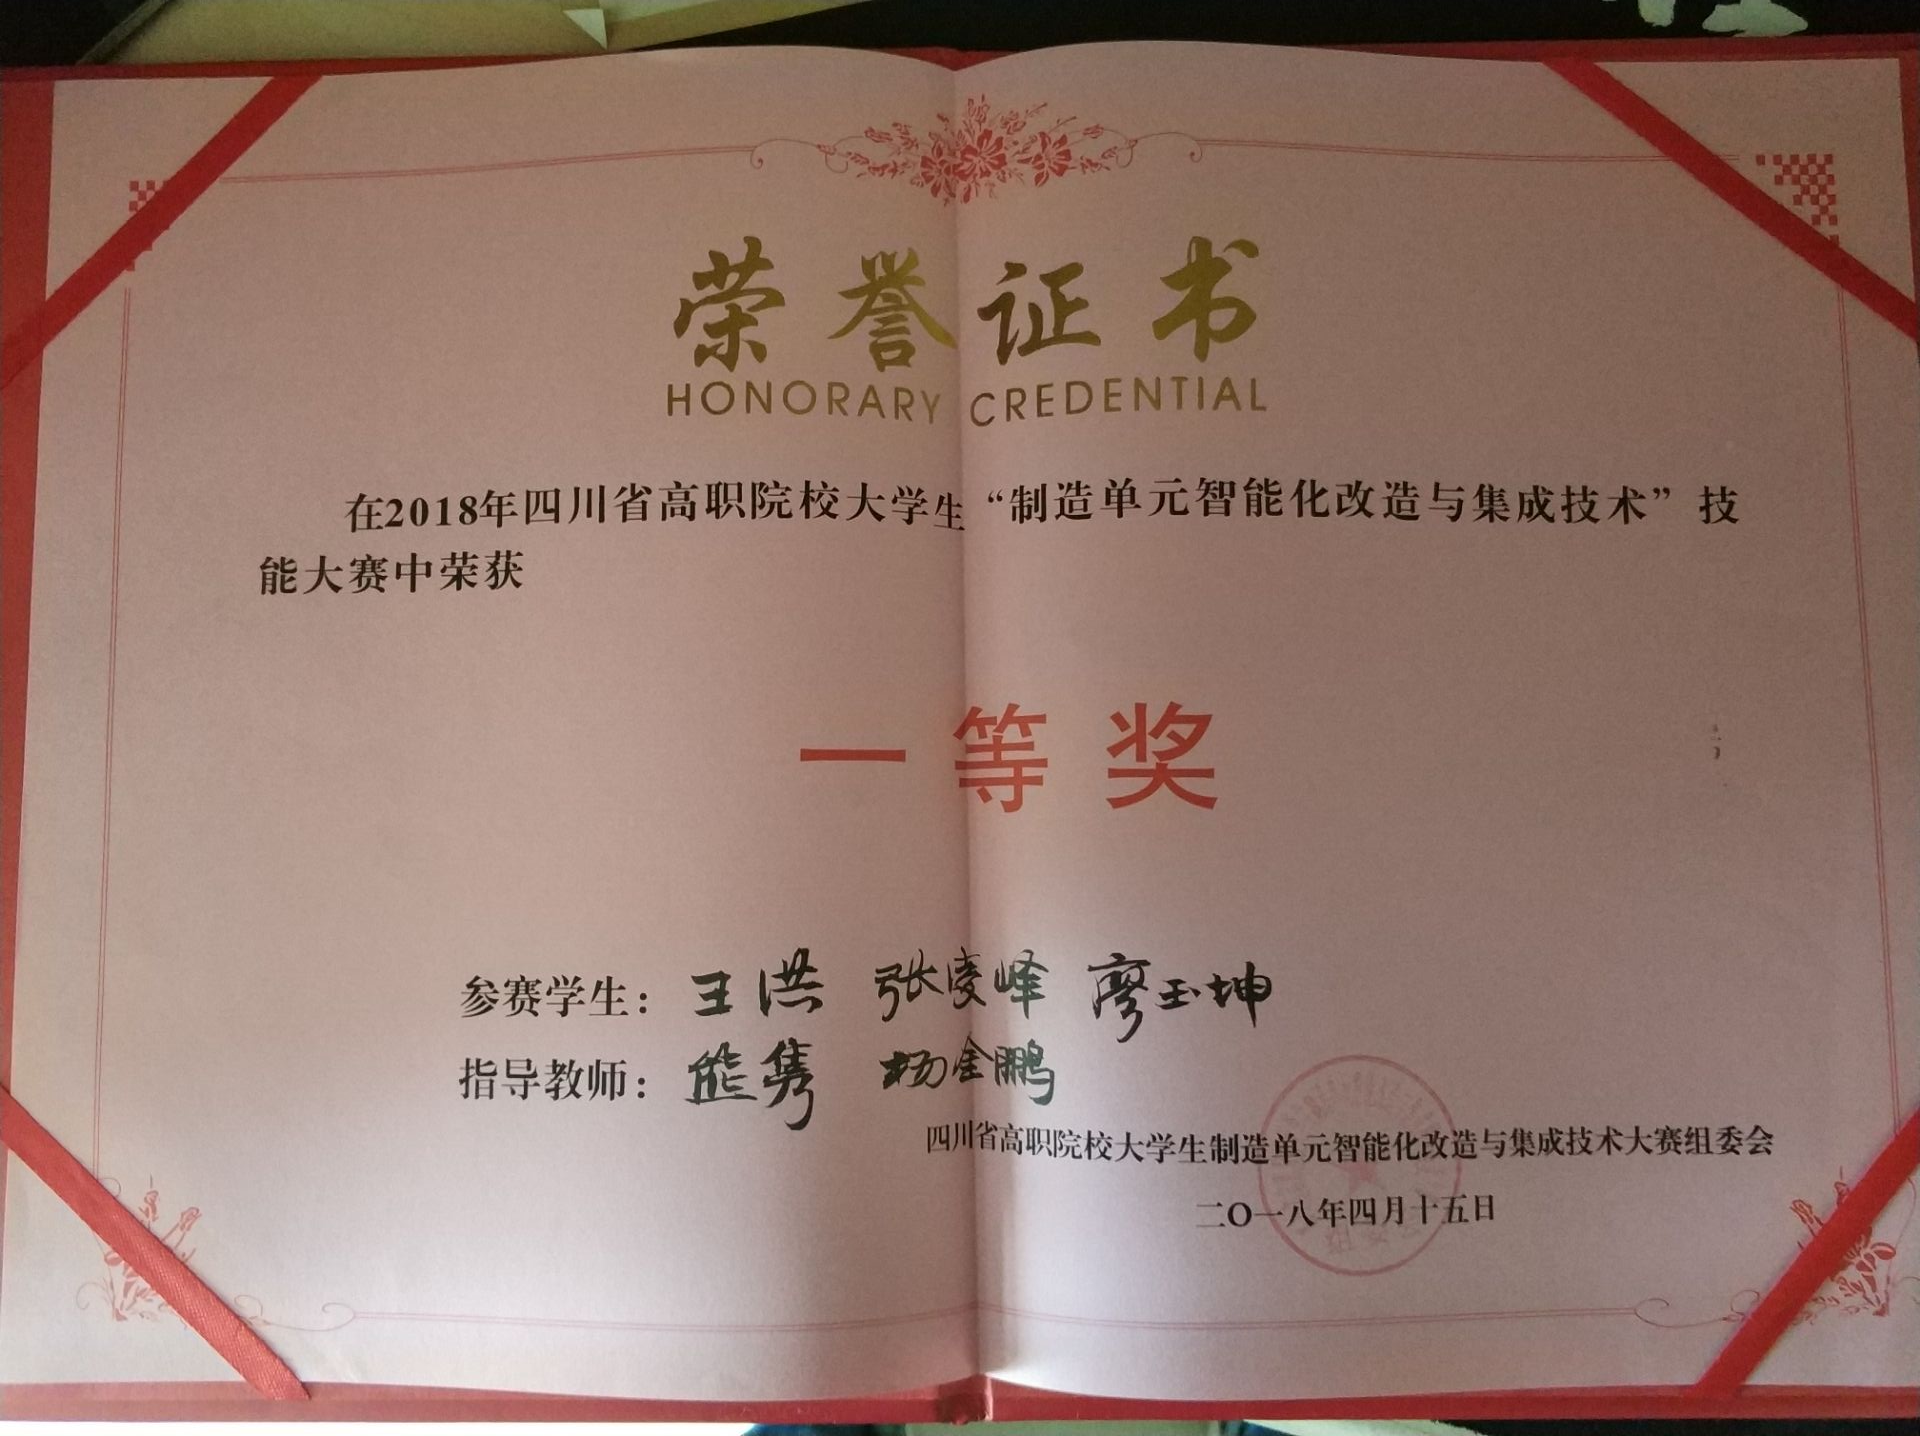 荣誉证书
HONORARY CREDENTIAL
在2018年四川省高职院校大学生“制造单元智能化改造与集成技术”技
能大赛中荣获
一等奖
参赛学生：王洪 张凌峰 廖玉坤
指导教师：熊隽 杨金鹏
四川省高职院校大学生制造单元智能化改造与集成技术大赛组委会
二〇一八年四月十五日